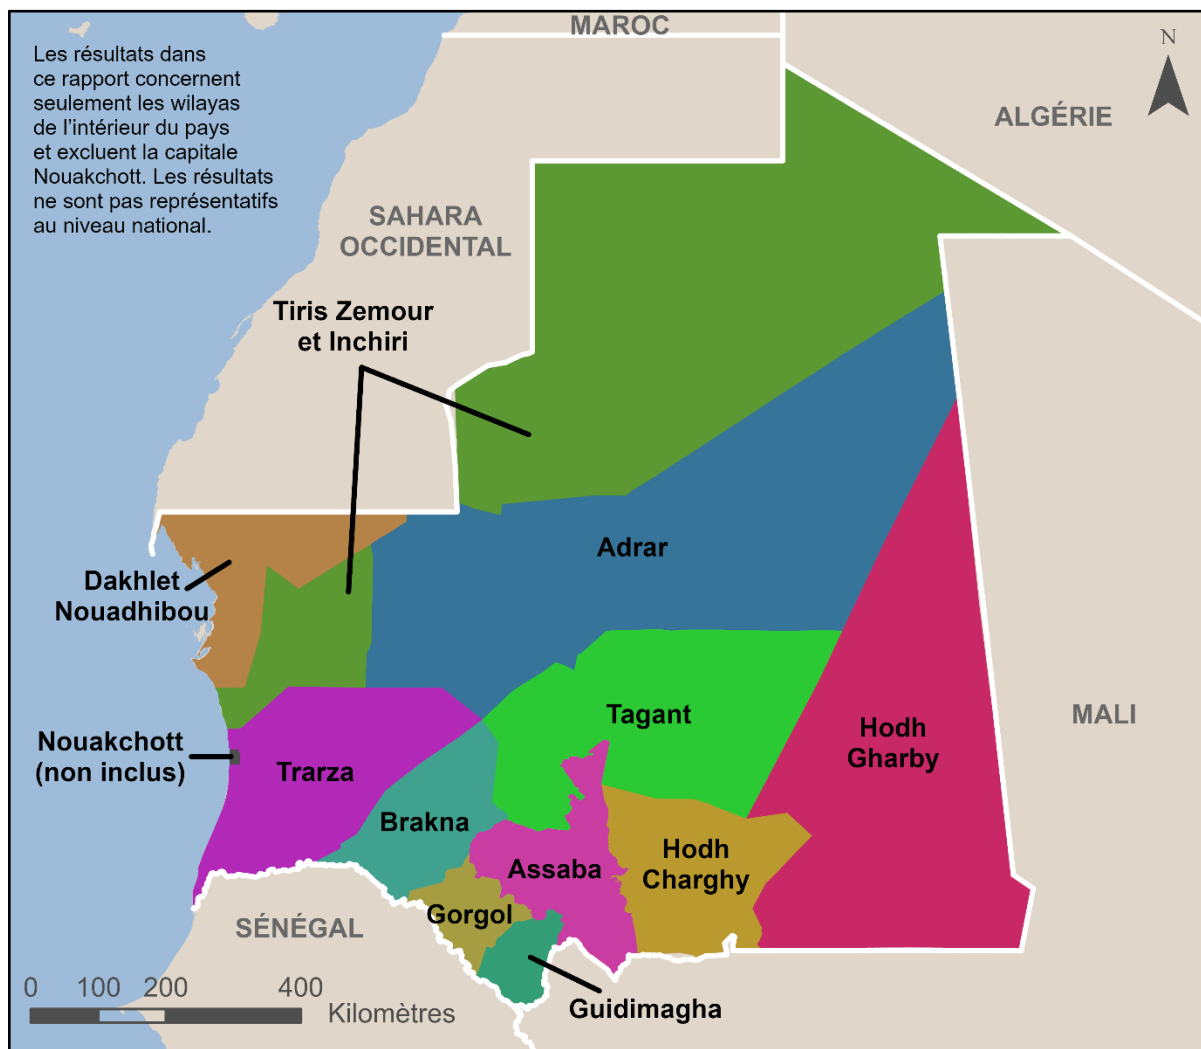 Les résultats dans
ce rapport concernent
seulement les wilayas
de l'intérieur du pays
et excluent la capitale
Nouakchott. Les résultats
ne sont pas représentatifs
au niveau national.
MAROC
N
ALGÉRIE
SAHARA
OCCIDENTAL
Tiris Zemour
et Inchiri
Adrar
Dakhlet
Nouadhibou
Tagant
MALI
Hodh
Gharby
Nouakchott
(non inclus)
Trarza
Brakna
Hodh
Charghy
Assaba
Gorgol
SÉNÉGAL
Guidimagha
0 100 200 400
Kilomètres